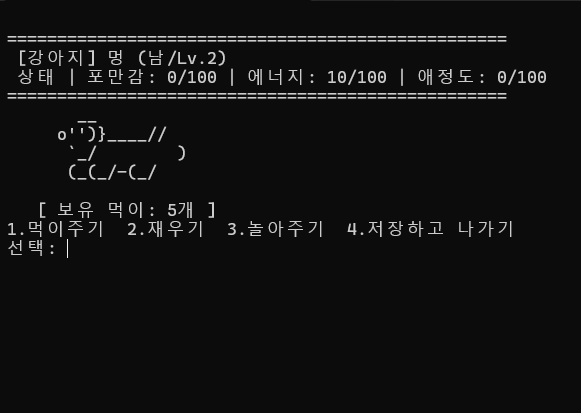 ==================================================
[강아지] 멍 (남/Lv.2)
상태 | 포만감: 0/100 | 에너지: 10/100 | 애정도: 0/100
==================================================
       __
     o'')}____//
      `_/        )
      (_(_/-(_/
[ 보유 먹이: 5개 ]
1.먹이주기  2.재우기  3.놀아주기  4.저장하고 나가기
선택: